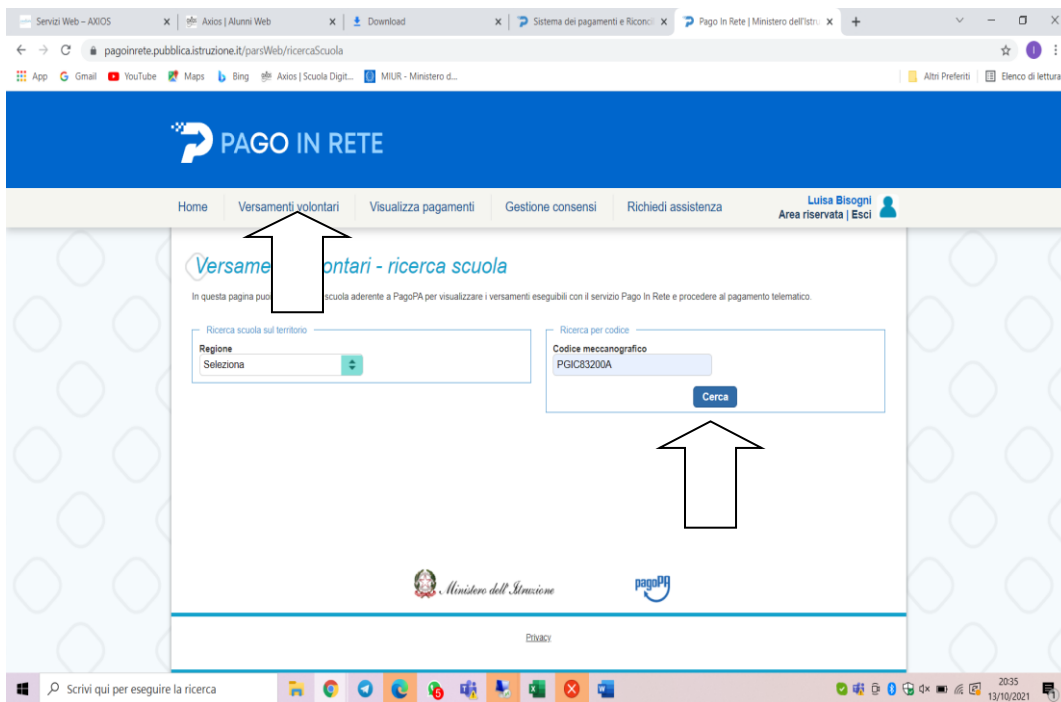 Servizi Web – AXIOS
Axios | Alunni Web
Download
Sistema dei pagamenti e Riconcil
Pago In Rete | Ministero dell'Istru
pagoinrete.pubblica.istruzione.it/parsWeb/ricercaScuola
App Gmail YouTube Maps Bing Axios | Scuola Digit... MIUR - Ministero d... Altri Preferiti Elenco di lettura
PAGO IN RETE
Home Versamenti volontari Visualizza pagamenti Gestione consensi Richiedi assistenza
Luisa Bisogni
Area riservata | Esci
Versame ontari - ricerca scuola
In questa pagina puoi scuola aderente a PagoPA per visualizzare i versamenti eseguibili con il servizio Pago In Rete e procedere al pagamento telematico.
Ricerca scuola sul territorio
Regione
Seleziona
Ricerca per codice
Codice meccanografico
PGIC83200A
Cerca
Ministero dell'Istruzione
pagoPA
Privacy
Scrivi qui per eseguire la ricerca
20:35
13/10/2021